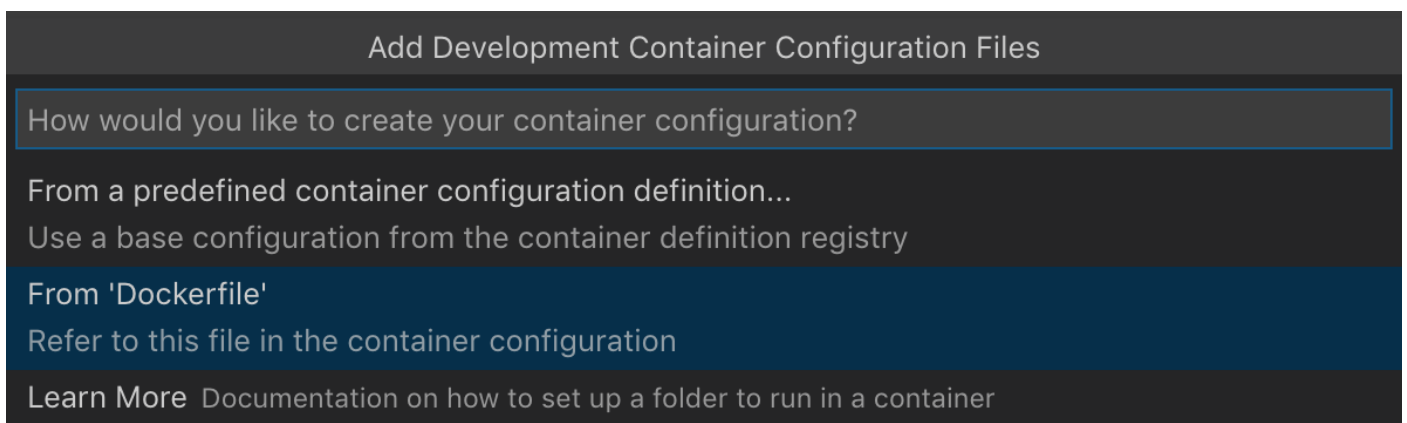 Add Development Container Configuration Files
How would you like to create your container configuration?
From a predefined container configuration definition...
Use a base configuration from the container definition registry
From 'Dockerfile'
Refer to this file in the container configuration
Learn More Documentation on how to set up a folder to run in a container